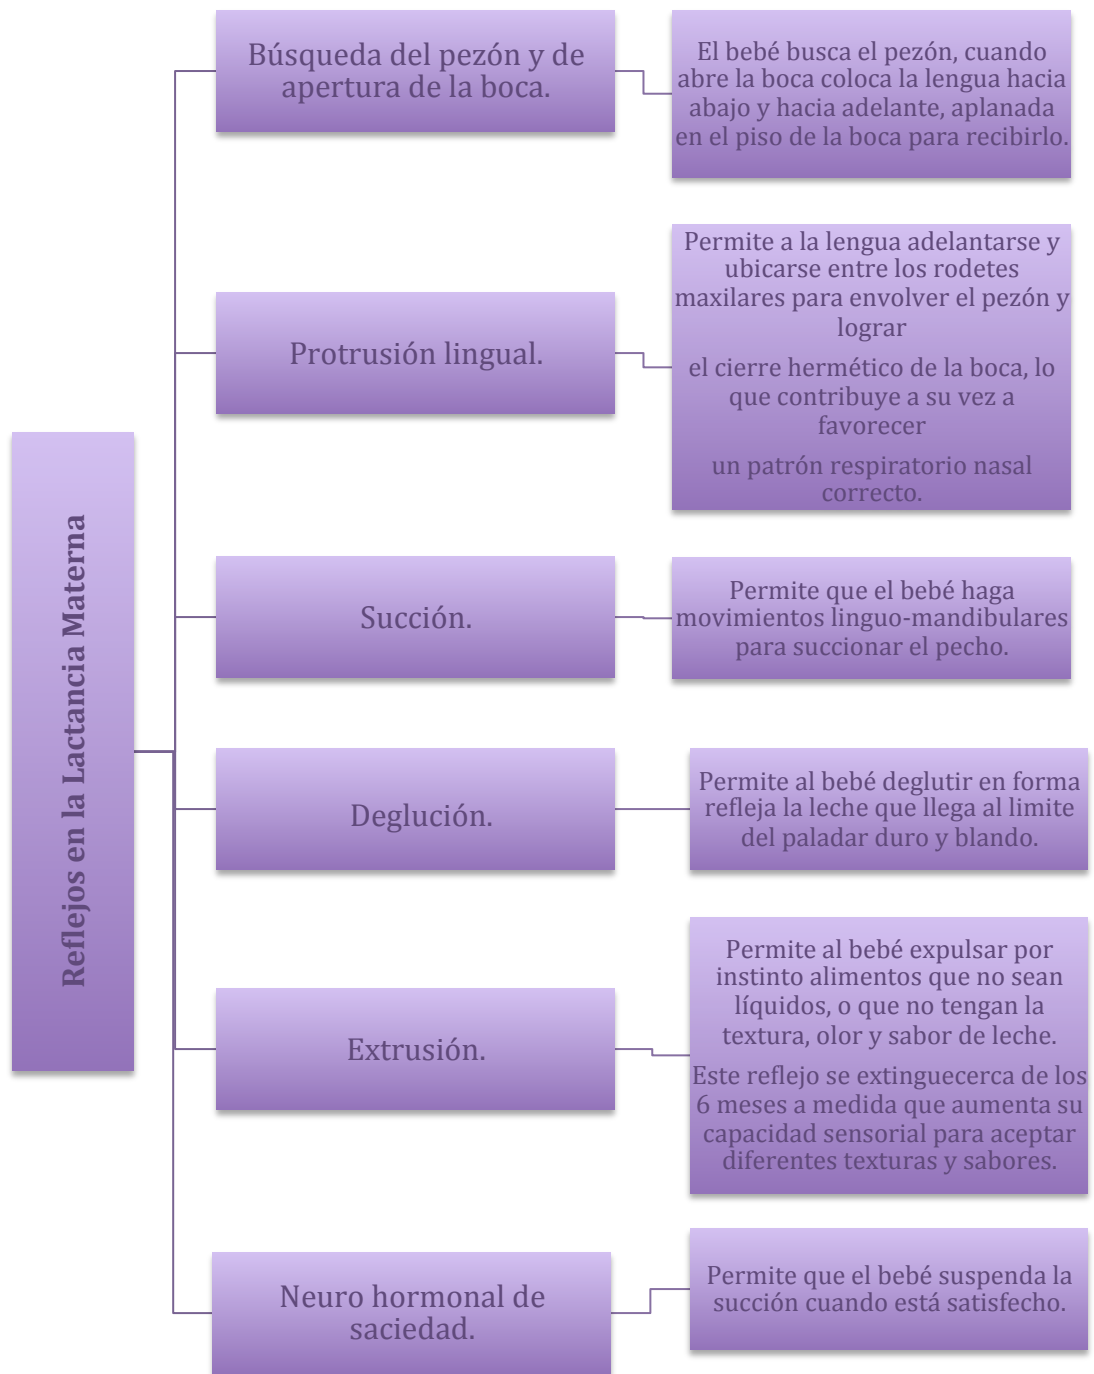 Reflejos en la Lactancia Materna
Búsqueda del pezón y de
apertura de la boca.
El bebé busca el pezón, cuando
abre la boca coloca la lengua hacia
abajo y hacia adelante, aplanada
en el piso de la boca para recibirlo.
Protrusión lingual.
Permite a la lengua adelantarse y
ubicarse entre los rodetes
maxilares para envolver el pezón y
lograr
el cierre hermético de la boca, lo
que contribuye a su vez a
favorecer
un patrón respiratorio nasal
correcto.
Succión.
Permite que el bebé haga
movimientos linguo-mandibulares
para succionar el pecho.
Deglución.
Permite al bebé deglutir en forma
refleja la leche que llega al limite
del paladar duro y blando.
Extrusión.
Permite al bebé expulsar por
instinto alimentos que no sean
líquidos, o que no tengan la
textura, olor y sabor de leche.
Este reflejo se extinguecerca de los
6 meses a medida que aumenta su
capacidad sensorial para aceptar
diferentes texturas y sabores.
Neuro hormonal de
saciedad.
Permite que el bebé suspenda la
succión cuando está satisfecho.